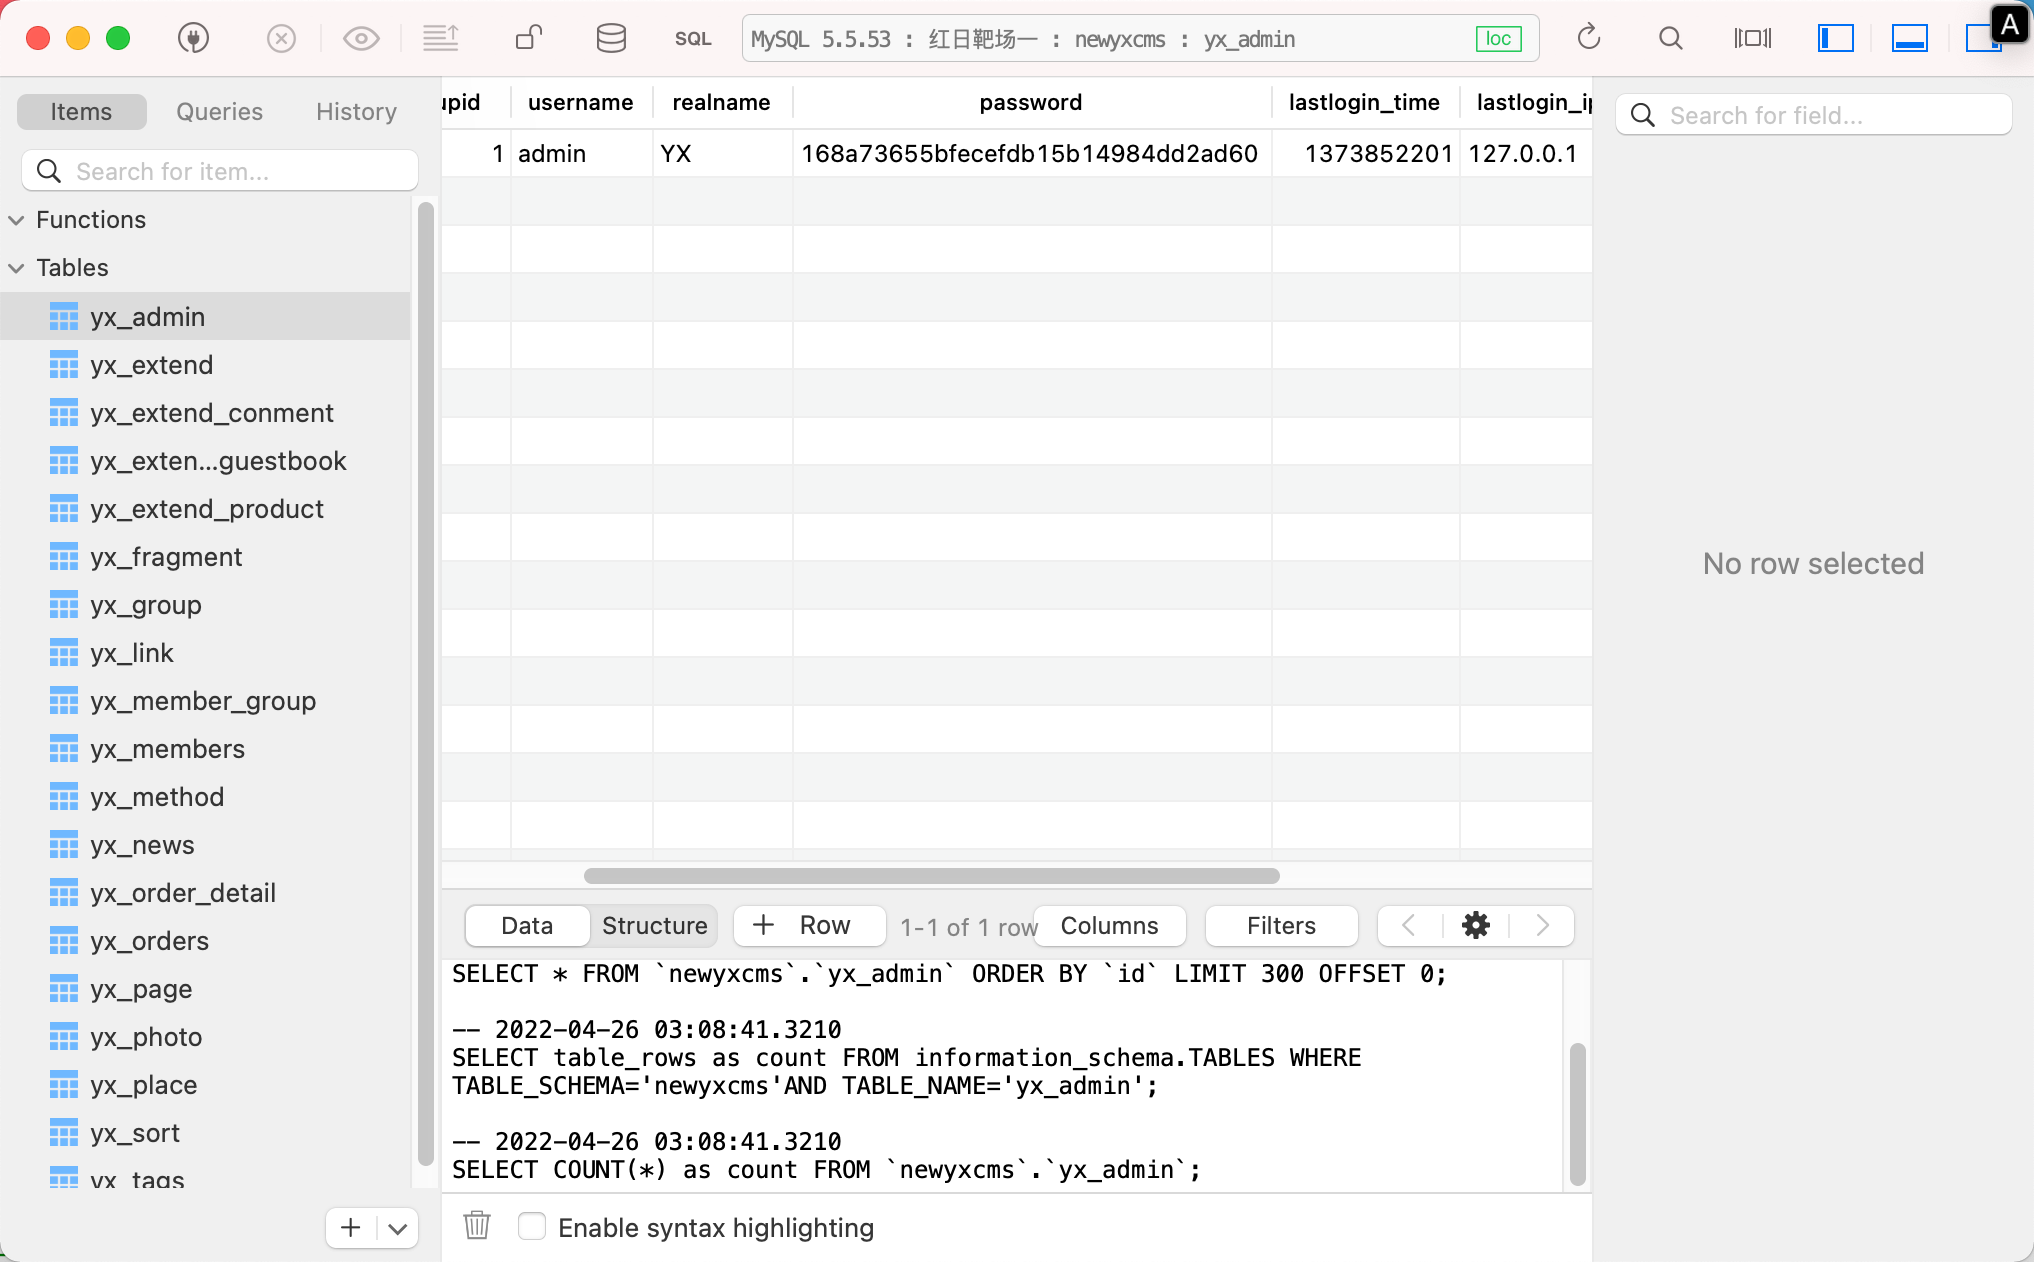 SQL
MySQL 5.5.53 : 红日靶场一 : newyxcms : yx_admin
loc
A
Items
Queries
History
Search for item...
Functions
Tables
yx_admin
yx_extend
yx_extend_conment
yx_exten...guestbook
yx_extend_product
yx_fragment
yx_group
yx_link
yx_member_group
yx_members
yx_method
yx_news
yx_order_detail
yx_orders
yx_page
yx_photo
yx_place
yx_sort
yx_tags
upid username realname password lastlogin_time lastlogin_ip
1 admin YX 168a73655bfecefdb15b14984dd2ad60 1373852201 127.0.0.1
Data
Structure
+ Row
1-1 of 1 row
Columns
Filters
SELECT * FROM `newyxcms`.`yx_admin` ORDER BY `id` LIMIT 300 OFFSET 0;
-- 2022-04-26 03:08:41.3210
SELECT table_rows as count FROM information_schema.TABLES WHERE
TABLE_SCHEMA='newyxcms'AND TABLE_NAME='yx_admin';
-- 2022-04-26 03:08:41.3210
SELECT COUNT(*) as count FROM `newyxcms`.`yx_admin`;
Enable syntax highlighting
Search for field...
No row selected